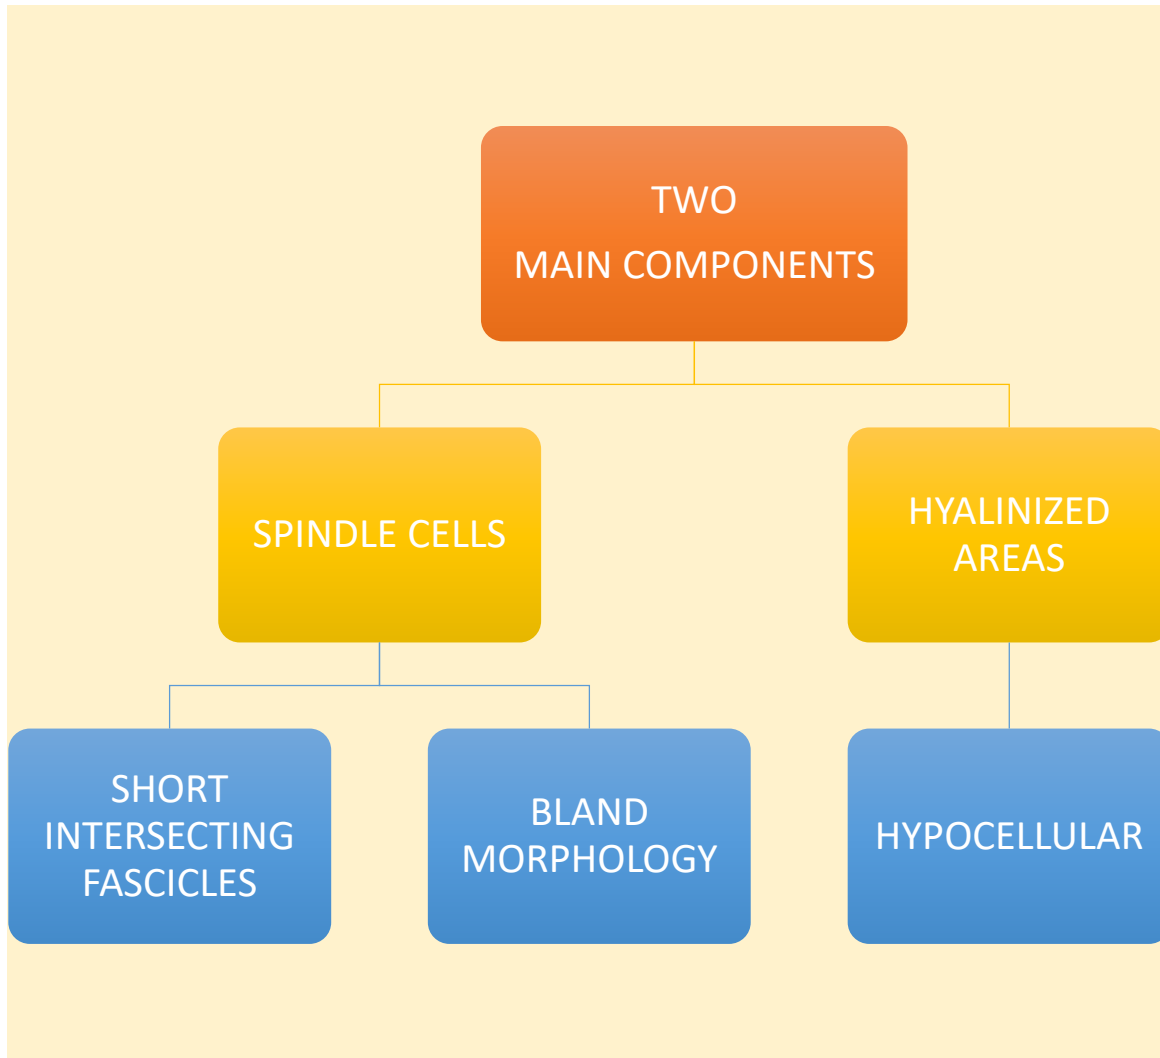 TWO
MAIN COMPONENTS
SPINDLE CELLS
HYALINIZED
AREAS
SHORT
INTERSECTING
FASCICLES
BLAND
MORPHOLOGY
HYPOCELLULAR